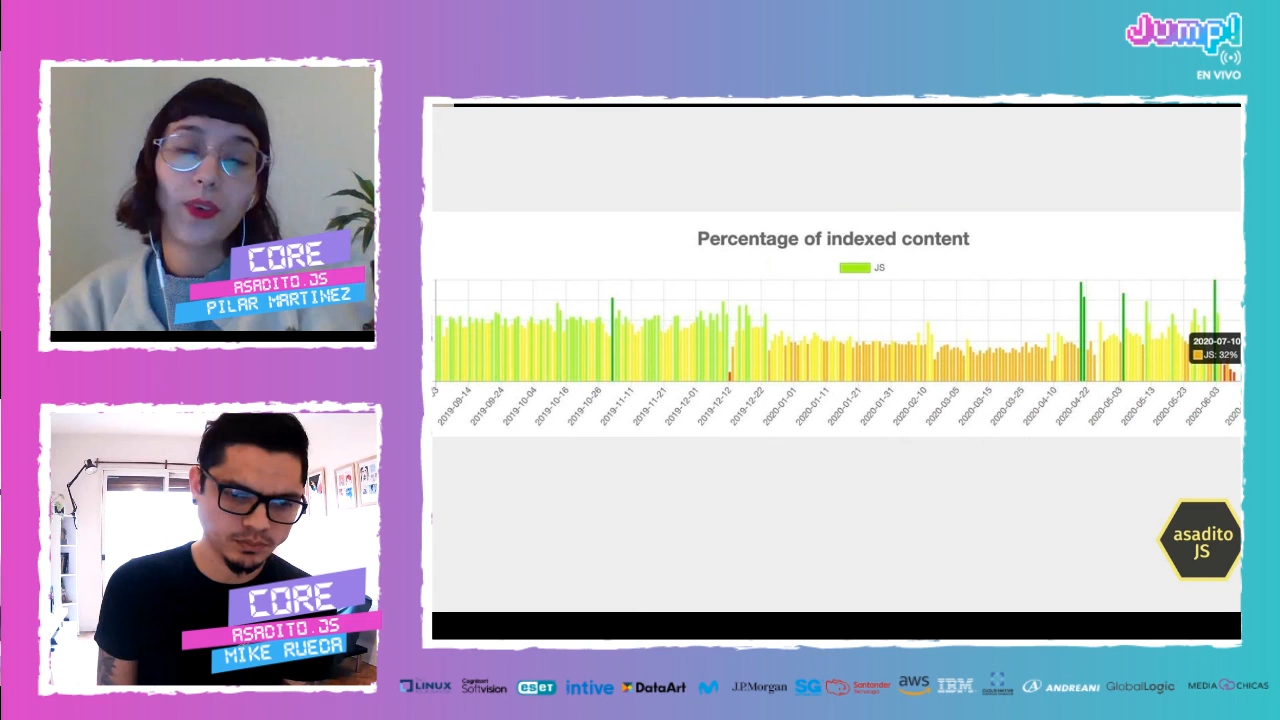 Jump!
EN VIVO
CORE
ASADITO.JS
PILAR MARTINEZ
CORE
ASADITO.JS
MIKE RUEDA
Percentage of indexed content
JS
2020-07-10
JS: 32%
2019-09-14
2019-09-24
2019-10-04
2019-10-16
2019-10-26
2019-11-11
2019-11-21
2019-12-01
2019-12-12
2019-12-22
2020-01-01
2020-01-11
2020-01-21
2020-01-31
2020-02-10
2020-03-05
2020-03-15
2020-03-25
2020-04-10
2020-04-22
2020-05-03
2020-05-13
2020-05-23
2020-06-03
2020-
asadito
JS
LINUX
Cognizant
Softvision
eset
intive
DataArt
J.P.Morgan
SG
Santander
Tecnología
aws
IBM
ANDREANI
GlobalLogic
MEDIA CHICAS